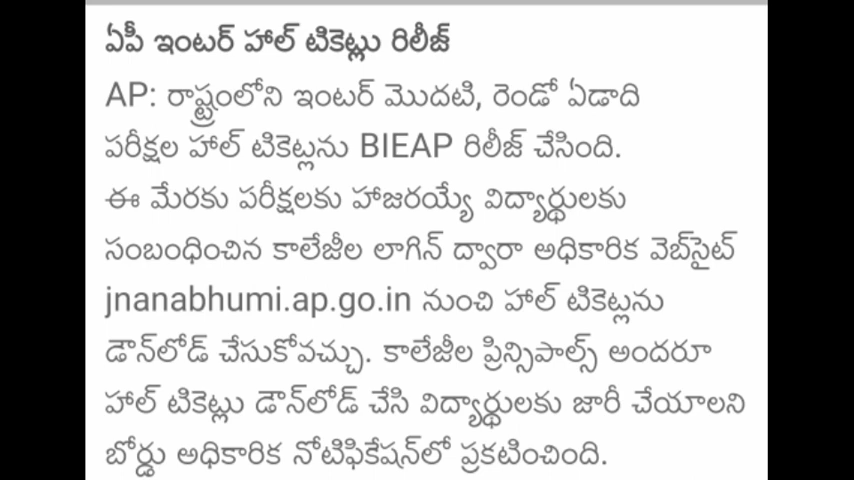 ఏపీ ఇంటర్ హాల్ టికెట్లు రిలీజ్
AP: రాష్ట్రంలోని ఇంటర్ మొదటి, రెండో ఏడాది
పరీక్షల హాల్ టికెట్లను BIEAP రిలీజ్ చేసింది.
ఈ మేరకు పరీక్షలకు హాజరయ్యే విద్యార్థులకు
సంబంధించిన కాలేజీల లాగిన్ ద్వారా అధికారిక వెబ్‌సైట్
jnanabhumi.ap.go.in నుంచి హాల్ టికెట్లను
డౌన్‌లోడ్ చేసుకోవచ్చు. కాలేజీల ప్రిన్సిపాల్స్ అందరూ
హాల్ టికెట్లు డౌన్‌లోడ్ చేసి విద్యార్థులకు జారీ చేయాలని
బోర్డు అధికారిక నోటిఫికేషన్‌లో ప్రకటించింది.